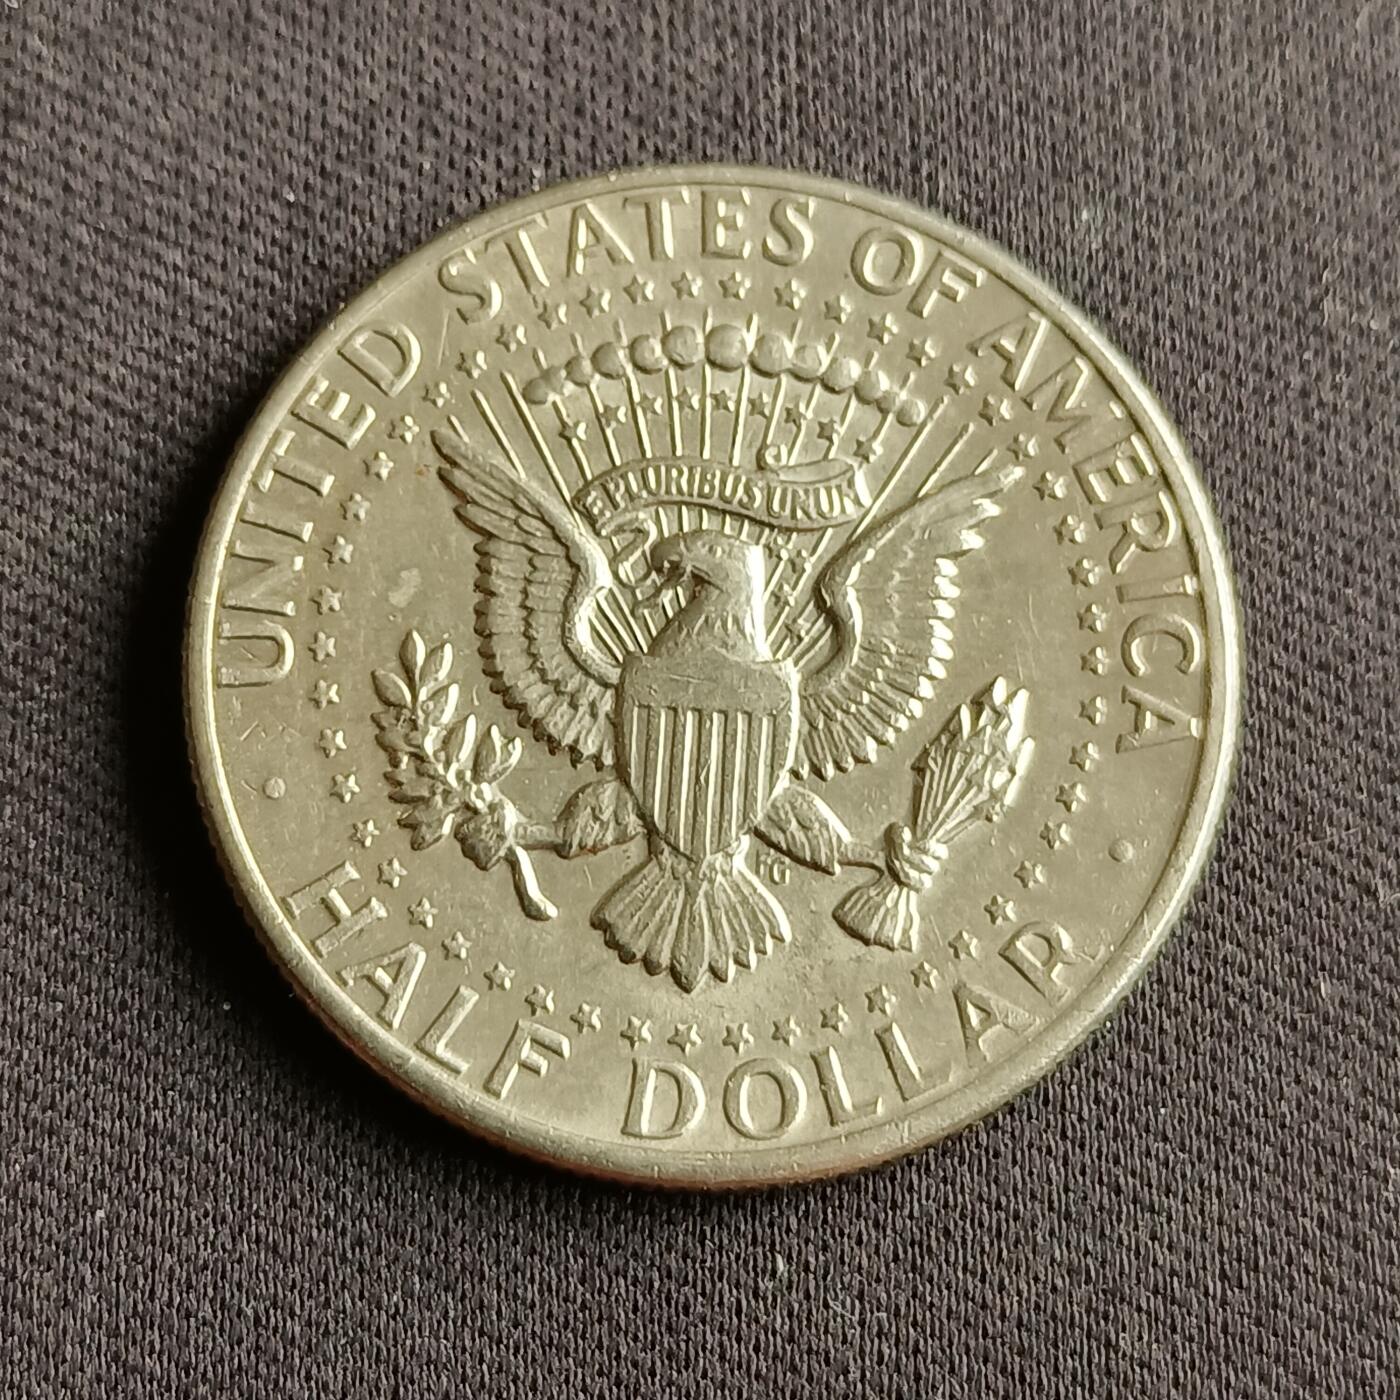 UNITED STATES OF AMERICA
E PLURIBUS UNUM
FG
HALF DOLLAR